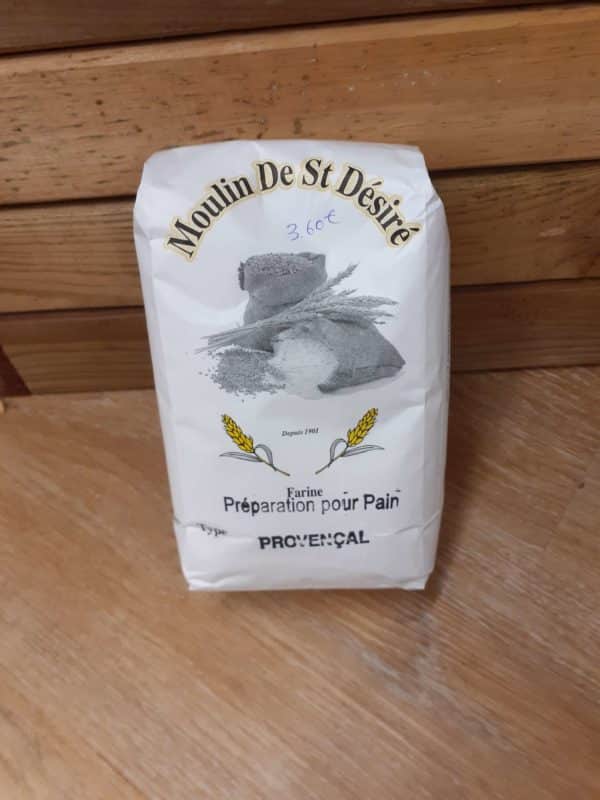 Moulin De St Désiré
3.60€
Depuis 1901
Farine
Préparation pour Pain
Type
PROVENÇAL